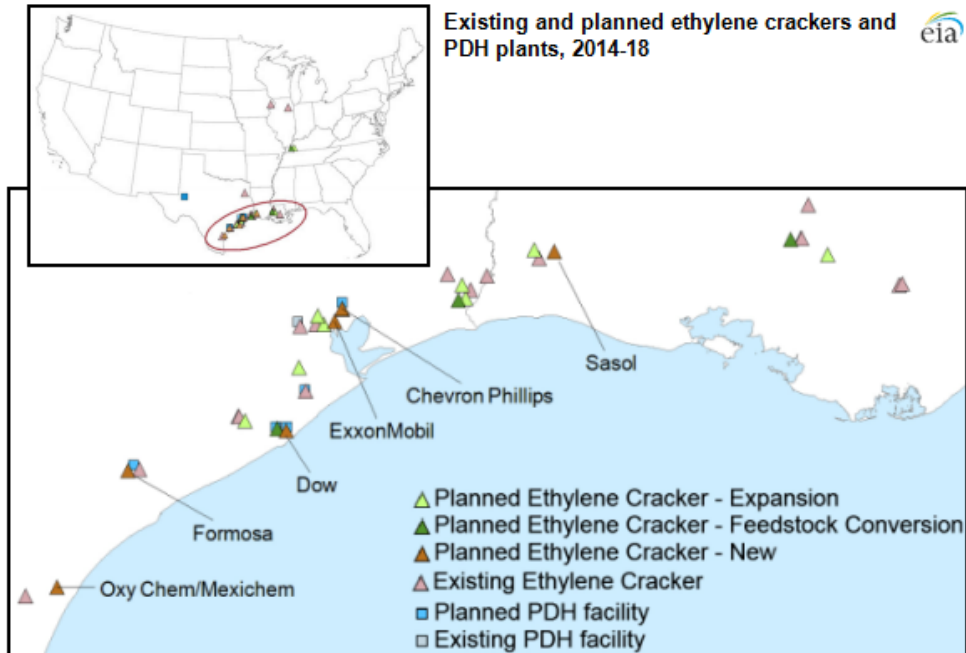 Existing and planned ethylene crackers and
PDH plants, 2014-18
eia
Sasol
Chevron Phillips
ExxonMobil
Dow
Formosa
Oxy Chem/Mexichem
Planned Ethylene Cracker - Expansion
Planned Ethylene Cracker - Feedstock Conversion
Planned Ethylene Cracker - New
Existing Ethylene Cracker
Planned PDH facility
Existing PDH facility